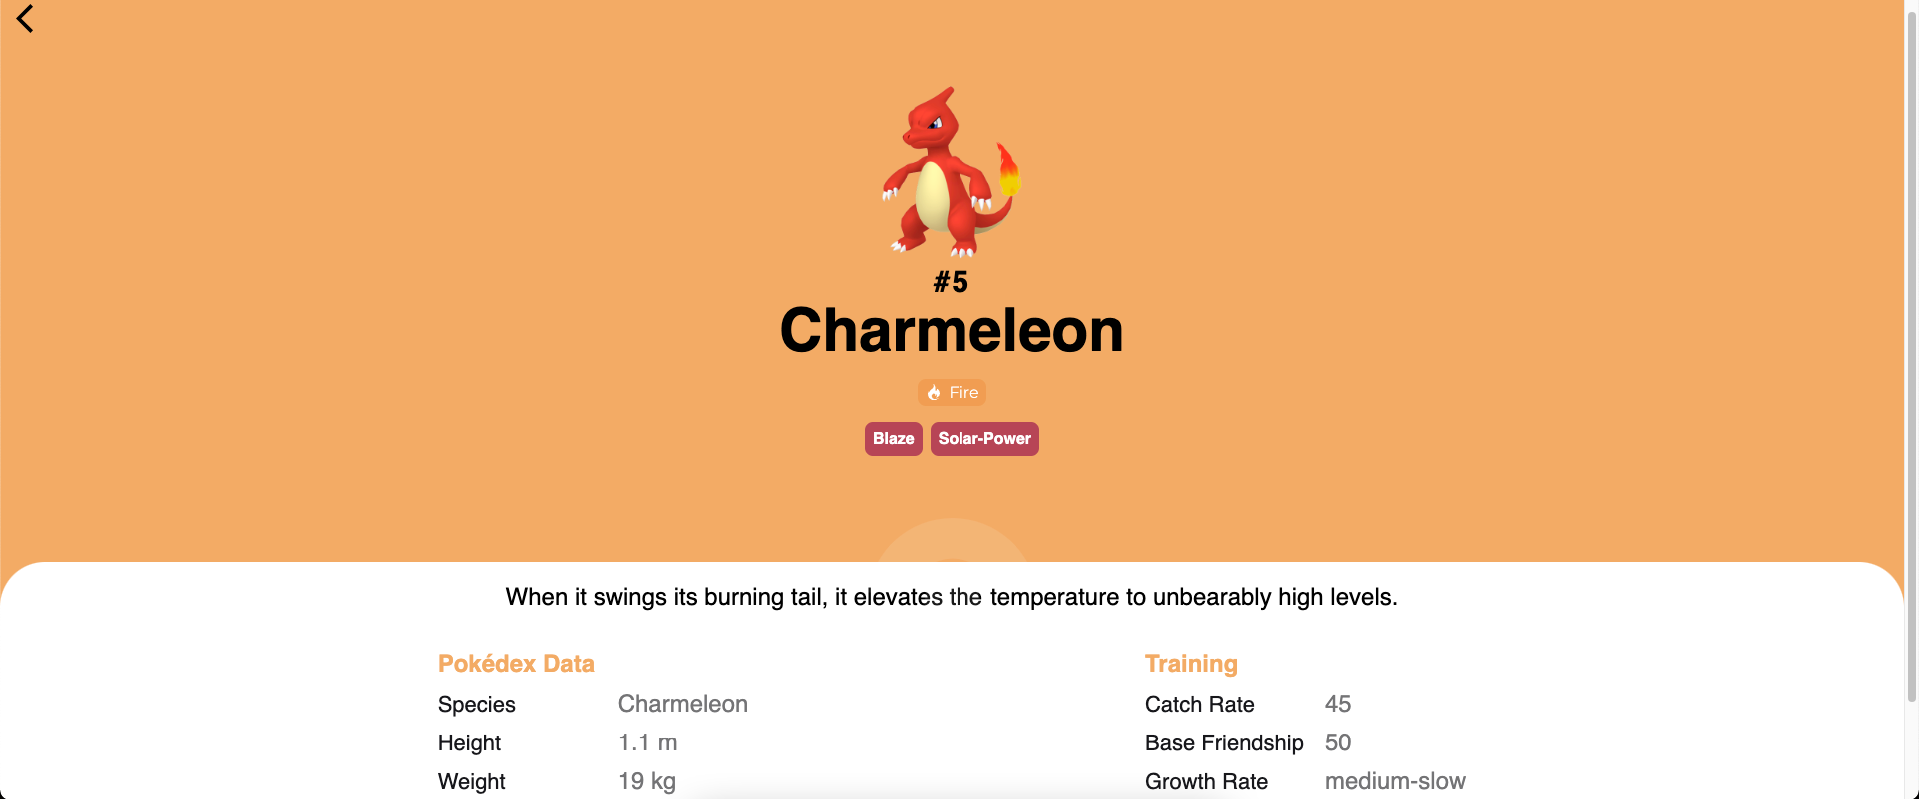 #5
Charmeleon
Fire
Blaze Solar-Power
When it swings its burning tail, it elevates the temperature to unbearably high levels.
Pokédex Data
Species Charmeleon
Height 1.1 m
Weight 19 kg
Training
Catch Rate 45
Base Friendship 50
Growth Rate medium-slow